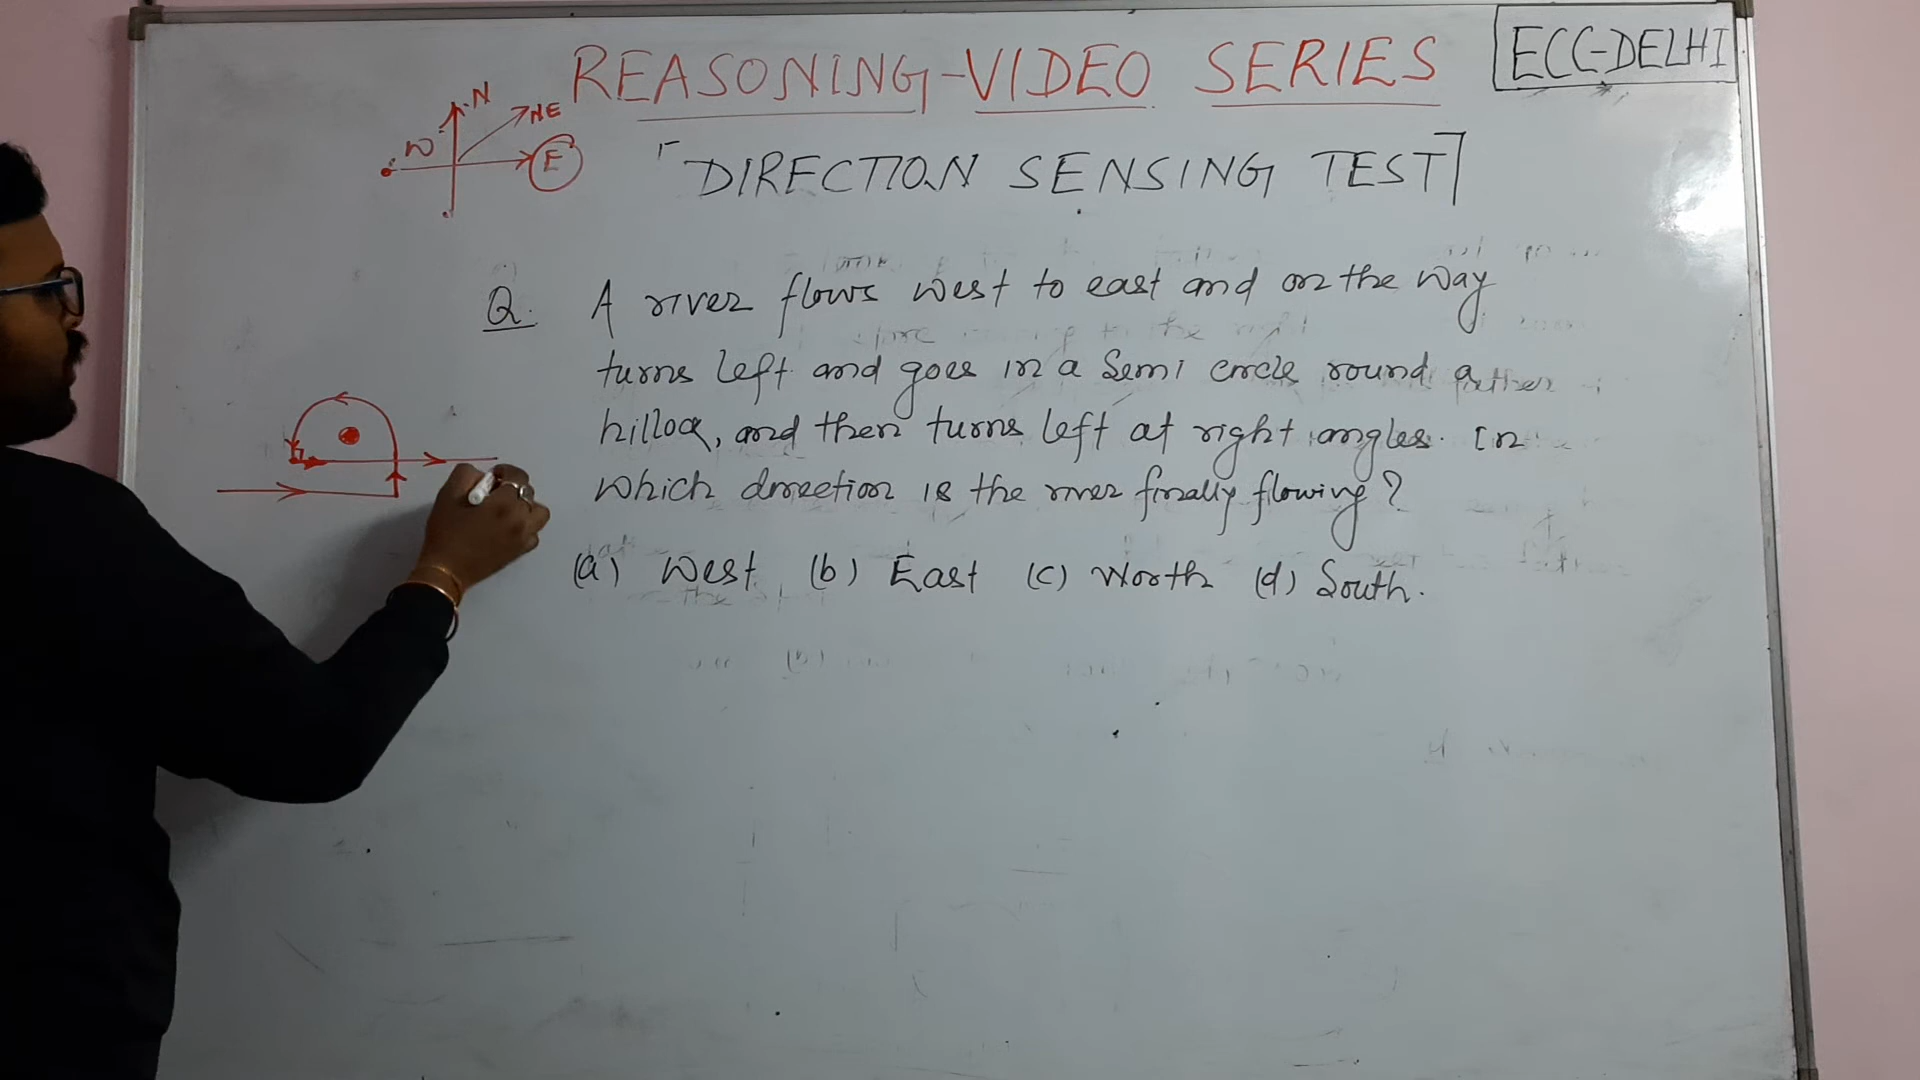 REASONING-VIDEO SERIES
ECC-DELHI
N
NE
W
E
"DIRECTION SENSING TEST"
Q. A river flows west to east and on the way
turns left and goes in a semi circle round a
hillock, and then turns left at right angles. In
which direction is the river finally flowing?
(a) West (b) East (c) North (d) South.